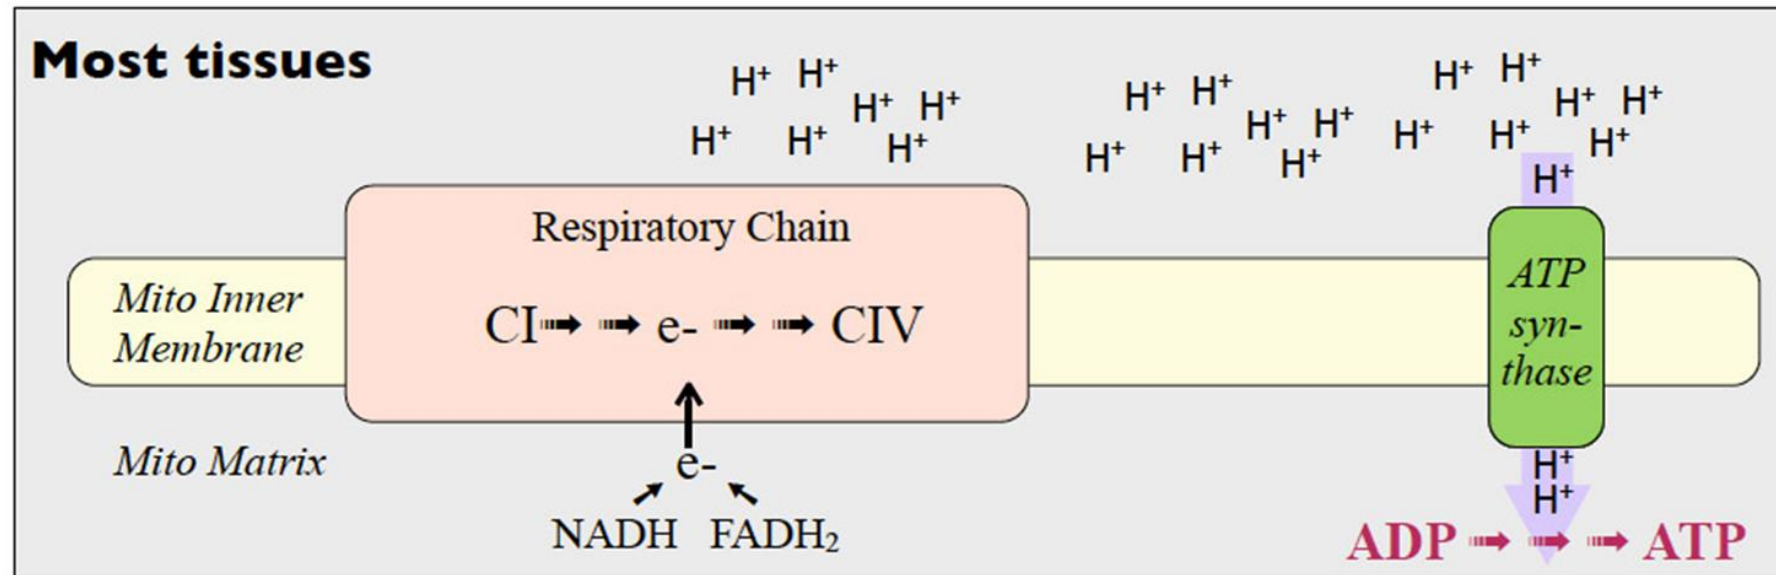 Most tissues
H⁺ H⁺ H⁺ H⁺ H⁺ H⁺ H⁺
H⁺ H⁺ H⁺ H⁺ H⁺ H⁺ H⁺
H⁺ H⁺ H⁺ H⁺ H⁺ H⁺ H⁺
H⁺
Respiratory Chain
Mito Inner
Membrane
CI e- CIV
ATP
syn-
thase
Mito Matrix
e-
NADH FADH₂
H⁺
H⁺
ADP ATP